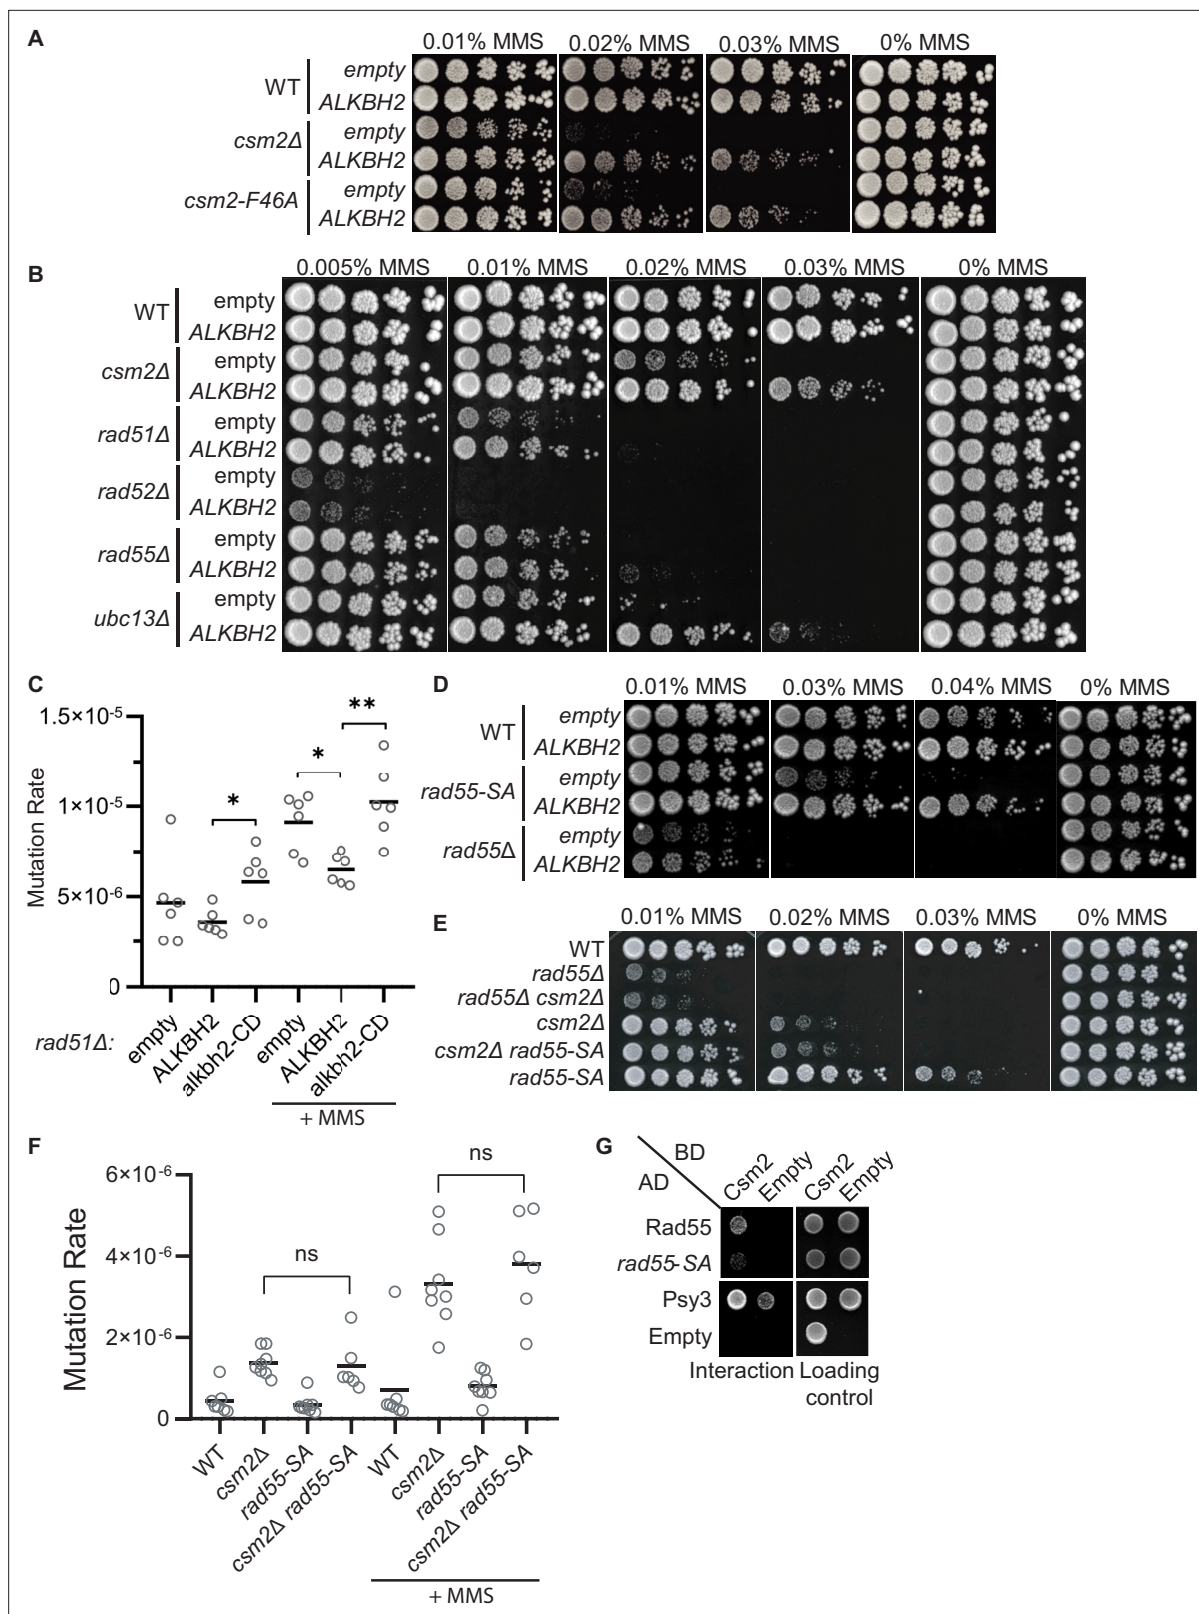 A
0.01% MMS 0.02% MMS 0.03% MMS 0% MMS
WT
empty
ALKBH2
csm2Δ
empty
ALKBH2
csm2-F46A
empty
ALKBH2
B
0.005% MMS 0.01% MMS 0.02% MMS 0.03% MMS 0% MMS
WT
empty
ALKBH2
csm2Δ
empty
ALKBH2
rad51Δ
empty
ALKBH2
rad52Δ
empty
ALKBH2
rad55Δ
empty
ALKBH2
ubc13Δ
empty
ALKBH2
C
Mutation Rate
1.5×10⁻⁵
1×10⁻⁵
5×10⁻⁶
0
* * **
rad51Δ:
empty ALKBH2 alkbh2-CD empty ALKBH2 alkbh2-CD
+ MMS
D
0.01% MMS 0.03% MMS 0.04% MMS 0% MMS
WT
empty
ALKBH2
rad55-SA
empty
ALKBH2
rad55Δ
empty
ALKBH2
E
0.01% MMS 0.02% MMS 0.03% MMS 0% MMS
WT
rad55Δ
rad55Δ csm2Δ
csm2Δ
csm2Δ rad55-SA
rad55-SA
F
Mutation Rate
6×10⁻⁶
4×10⁻⁶
2×10⁻⁶
0
ns ns
WT csm2Δ rad55-SA csm2Δ rad55-SA WT csm2Δ rad55-SA csm2Δ rad55-SA
+ MMS
G
BD
AD
Csm2 Empty Csm2 Empty
Rad55
rad55-SA
Psy3
Empty
Interaction Loading
control